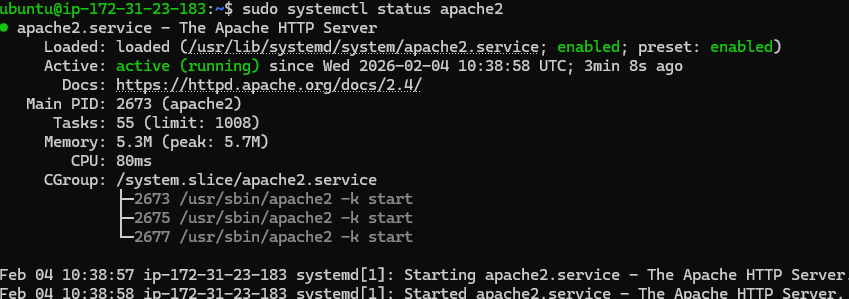 ubuntu@ip-172-31-23-183:~$ sudo systemctl status apache2
● apache2.service - The Apache HTTP Server
Loaded: loaded (/usr/lib/systemd/system/apache2.service; enabled; preset: enabled)
Active: active (running) since Wed 2026-02-04 10:38:58 UTC; 3min 8s ago
Docs: https://httpd.apache.org/docs/2.4/
Main PID: 2673 (apache2)
Tasks: 55 (limit: 1008)
Memory: 5.3M (peak: 5.7M)
CPU: 80ms
CGroup: /system.slice/apache2.service
├─2673 /usr/sbin/apache2 -k start
├─2675 /usr/sbin/apache2 -k start
└─2677 /usr/sbin/apache2 -k start
Feb 04 10:38:57 ip-172-31-23-183 systemd[1]: Starting apache2.service - The Apache HTTP Server
Feb 04 10:38:58 ip-172-31-23-183 systemd[1]: Started apache2.service - The Apache HTTP Server.